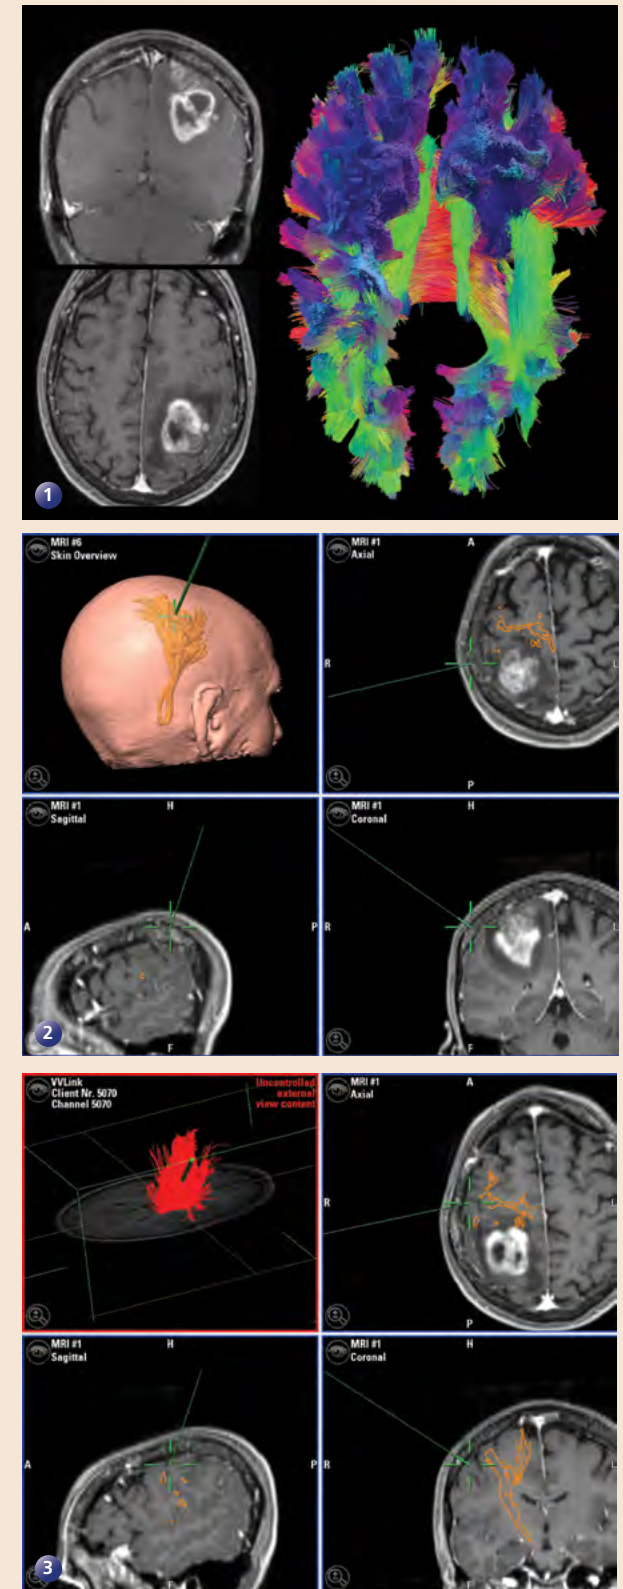 1
MRI #6
Skin Overview
MRI #1
Axial
A
R
L
P
MRI #1
Sagittal
H
A
P
F
MRI #1
Coronal
H
R
L
F
2
VVLink
Client Nr. 5070
Channel 5070
Uncontrolled
external
view content
MRI #1
Axial
A
R
L
P
MRI #1
Sagittal
H
A
P
F
MRI #1
Coronal
H
R
L
F
3